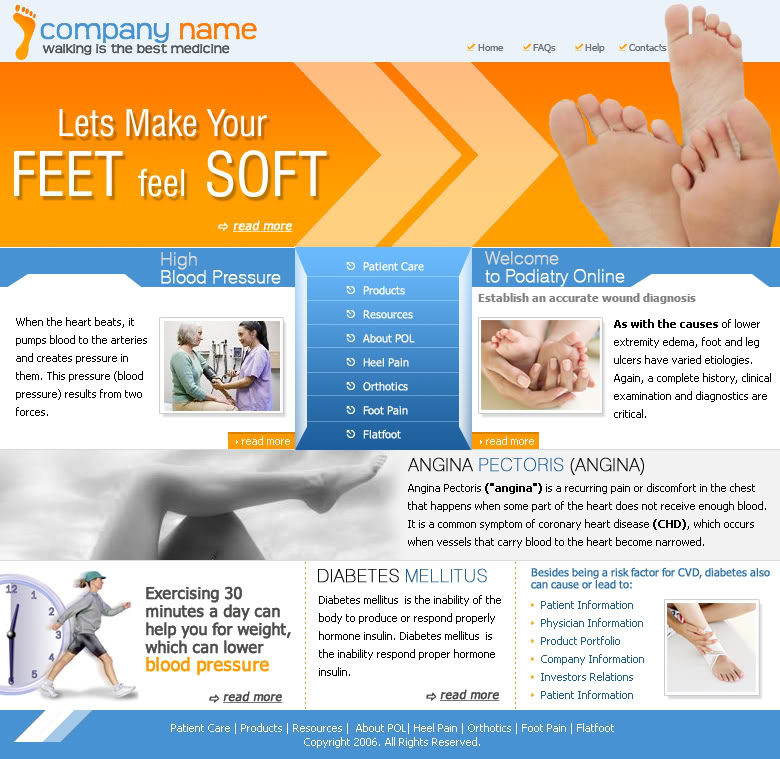 company name
walking is the best medicine
Home
FAQs
Help
Contacts
Lets Make Your
FEET feel SOFT
read more
High
Blood Pressure
When the heart beats, it
pumps blood to the arteries
and creates pressure in
them. This pressure (blood
pressure) results from two
forces.
read more
Patient Care
Products
Resources
About POL
Heel Pain
Orthotics
Foot Pain
Flatfoot
Welcome
to Podiatry Online
Establish an accurate wound diagnosis
As with the causes of lower
extremity edema, foot and leg
ulcers have varied etiologies.
Again, a complete history, clinical
examination and diagnostics are
critical.
read more
ANGINA PECTORIS (ANGINA)
Angina Pectoris ("angina") is a recurring pain or discomfort in the chest
that happens when some part of the heart does not receive enough blood.
It is a common symptom of coronary heart disease (CHD), which occurs
when vessels that carry blood to the heart become narrowed.
12
1
2
3
4
5
6
Exercising 30
minutes a day can
help you for weight,
which can lower
blood pressure
read more
DIABETES MELLITUS
Diabetes mellitus is the inability of the
body to produce or respond properly
hormone insulin. Diabetes mellitus is
the inability respond proper hormone
insulin.
read more
Besides being a risk factor for CVD, diabetes also
can cause or lead to:
Patient Information
Physician Information
Product Portfolio
Company Information
Investors Relations
Patient Information
Patient Care | Products | Resources | About POL| Heel Pain | Orthotics | Foot Pain | Flatfoot
Copyright 2006. All Rights Reserved.